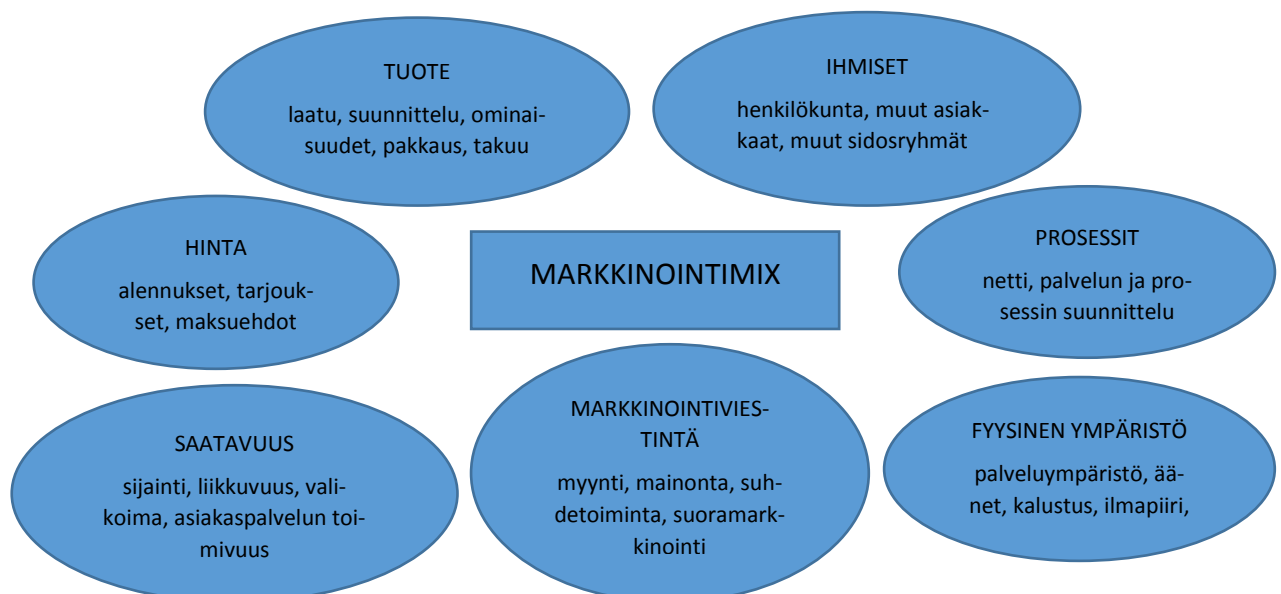 TUOTE
laatu, suunnittelu, ominai-
suudet, pakkaus, takuu
IHMISET
henkilökunta, muut asiak-
kaat, muut sidosryhmät
HINTA
alennukset, tarjouk-
set, maksuehdot
MARKKINOINTIMIX
PROSESSIT
netti, palvelun ja pro-
sessin suunnittelu
SAATAVUUS
sijainti, liikkuvuus, vali-
koima, asiakaspalvelun toi-
mivuus
MARKKINOINTIVIES-
TINTÄ
myynti, mainonta, suh-
detoiminta, suoramark-
kinointi
FYYSINEN YMPÄRISTÖ
palveluympäristö, ää-
net, kalustus, ilmapiiri,